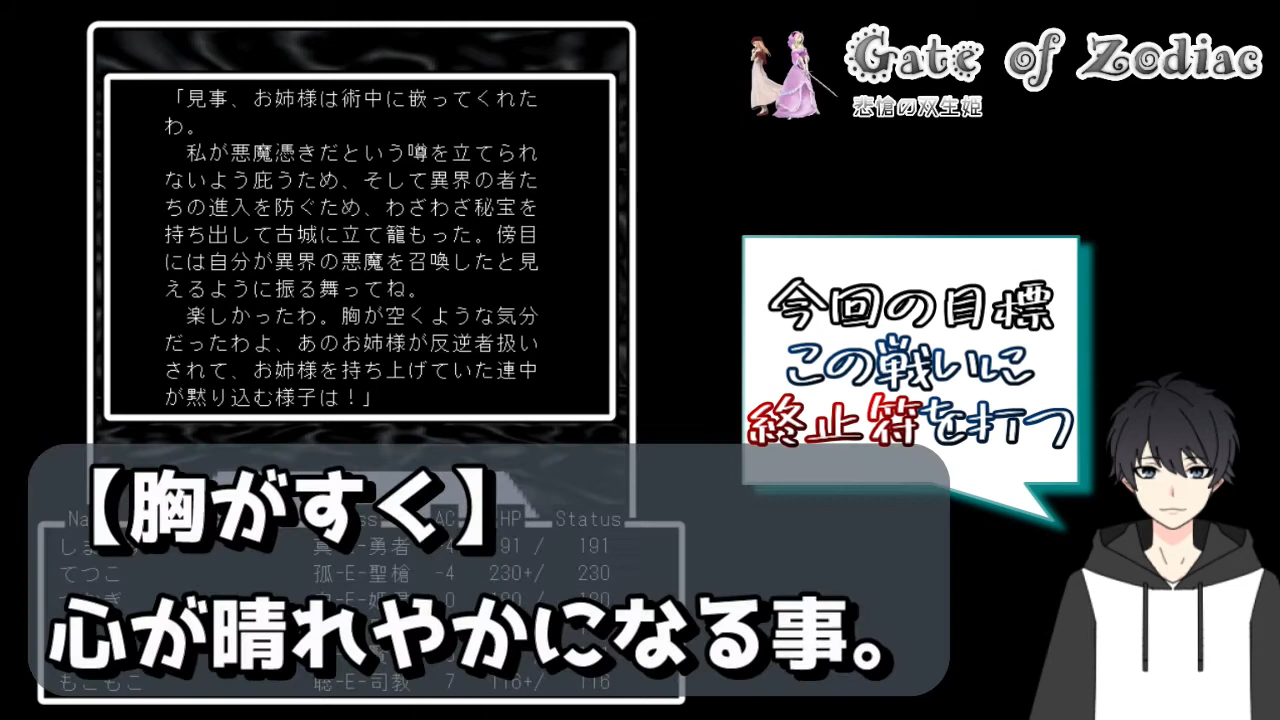 「見事、お姉様は術中に嵌ってくれた
わ。
　私が悪魔憑きだという噂を立てられ
ないよう庇うため、そして異界の者た
ちの進入を防ぐため、わざわざ秘宝を
持ち出して古城に立て籠もった。傍目
には自分が異界の悪魔を召喚したと見
えるように振る舞ってね。
　楽しかったわ。胸が空くような気分
だったわよ、あのお姉様が反逆者扱い
されて、お姉様を持ち上げていた連中
が黙り込む様子は！」
Gate of Zodiac
悲愴の双生姫
今回の目標
この戦いに
終止符を打つ
【胸がすく】
心が晴れやかになる事。
AC HP Status
-E-勇者 191 / 191
てつこ 孤-E-聖槍 -4 230+/ 230
もこもこ 聡-E-司教 7 116+/ 116